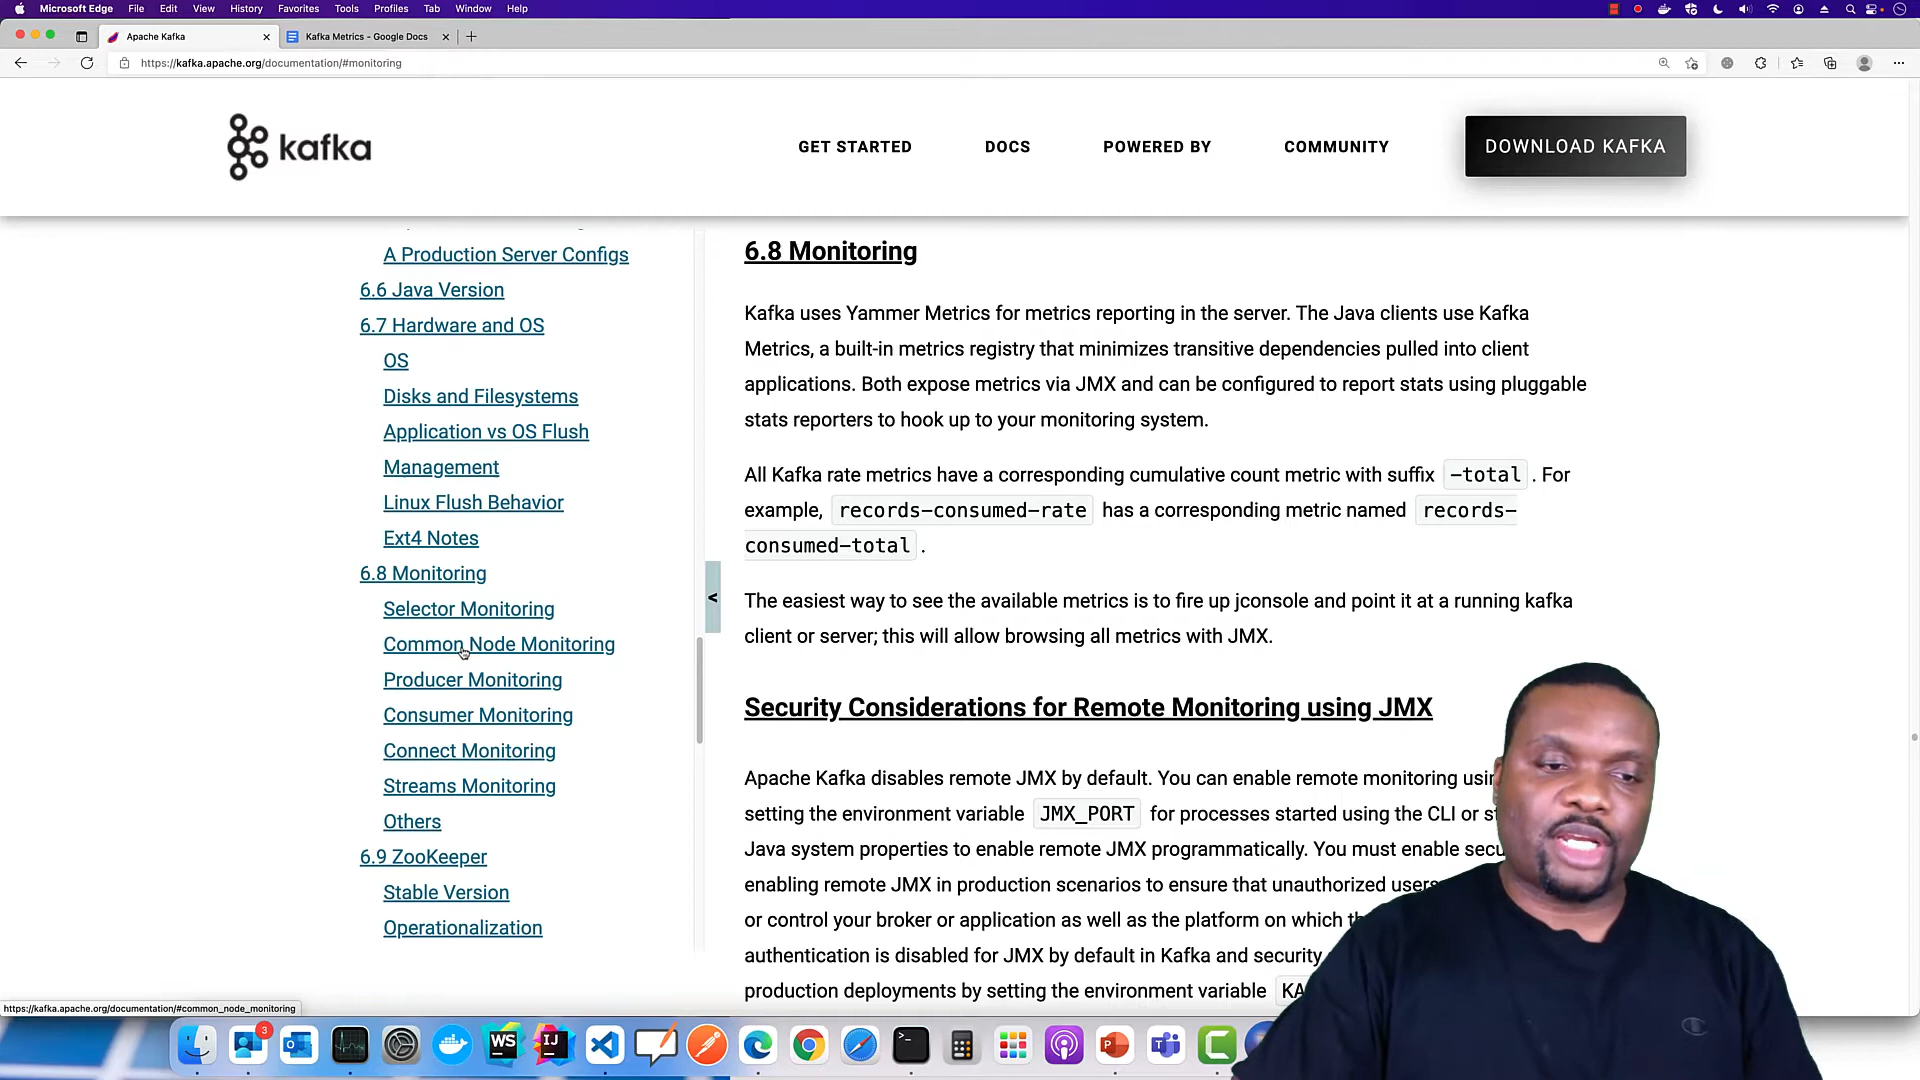 Microsoft Edge File Edit View History Favorites Tools Profiles Tab Window Help
Apache Kafka
Kafka Metrics - Google Docs
https://kafka.apache.org/documentation/#monitoring
kafka
GET STARTED
DOCS
POWERED BY
COMMUNITY
DOWNLOAD KAFKA
A Production Server Configs
6.6 Java Version
6.7 Hardware and OS
OS
Disks and Filesystems
Application vs OS Flush
Management
Linux Flush Behavior
Ext4 Notes
6.8 Monitoring
Selector Monitoring
Common Node Monitoring
Producer Monitoring
Consumer Monitoring
Connect Monitoring
Streams Monitoring
Others
6.9 ZooKeeper
Stable Version
Operationalization
<
6.8 Monitoring
Kafka uses Yammer Metrics for metrics reporting in the server. The Java clients use Kafka
Metrics, a built-in metrics registry that minimizes transitive dependencies pulled into client
applications. Both expose metrics via JMX and can be configured to report stats using pluggable
stats reporters to hook up to your monitoring system.
All Kafka rate metrics have a corresponding cumulative count metric with suffix -total . For
example, records-consumed-rate has a corresponding metric named records-
consumed-total .
The easiest way to see the available metrics is to fire up jconsole and point it at a running kafka
client or server; this will allow browsing all metrics with JMX.
Security Considerations for Remote Monitoring using JMX
Apache Kafka disables remote JMX by default. You can enable remote monitoring usin
setting the environment variable JMX_PORT for processes started using the CLI or st
Java system properties to enable remote JMX programmatically. You must enable secu
enabling remote JMX in production scenarios to ensure that unauthorized users
or control your broker or application as well as the platform on which th
authentication is disabled for JMX by default in Kafka and security
production deployments by setting the environment variable KA
https://kafka.apache.org/documentation/#common_node_monitoring
3
WS
IJ